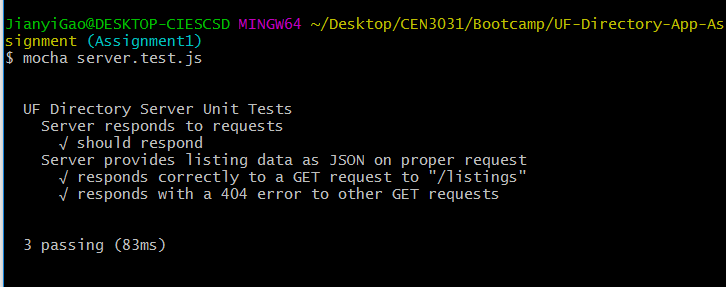 JianyiGao@DESKTOP-CIESCSD MINGW64 ~/Desktop/CEN3031/Bootcamp/UF-Directory-App-As
signment (Assignment1)
$ mocha server.test.js
UF Directory Server Unit Tests
Server responds to requests
√ should respond
Server provides listing data as JSON on proper request
√ responds correctly to a GET request to "/listings"
√ responds with a 404 error to other GET requests
3 passing (83ms)